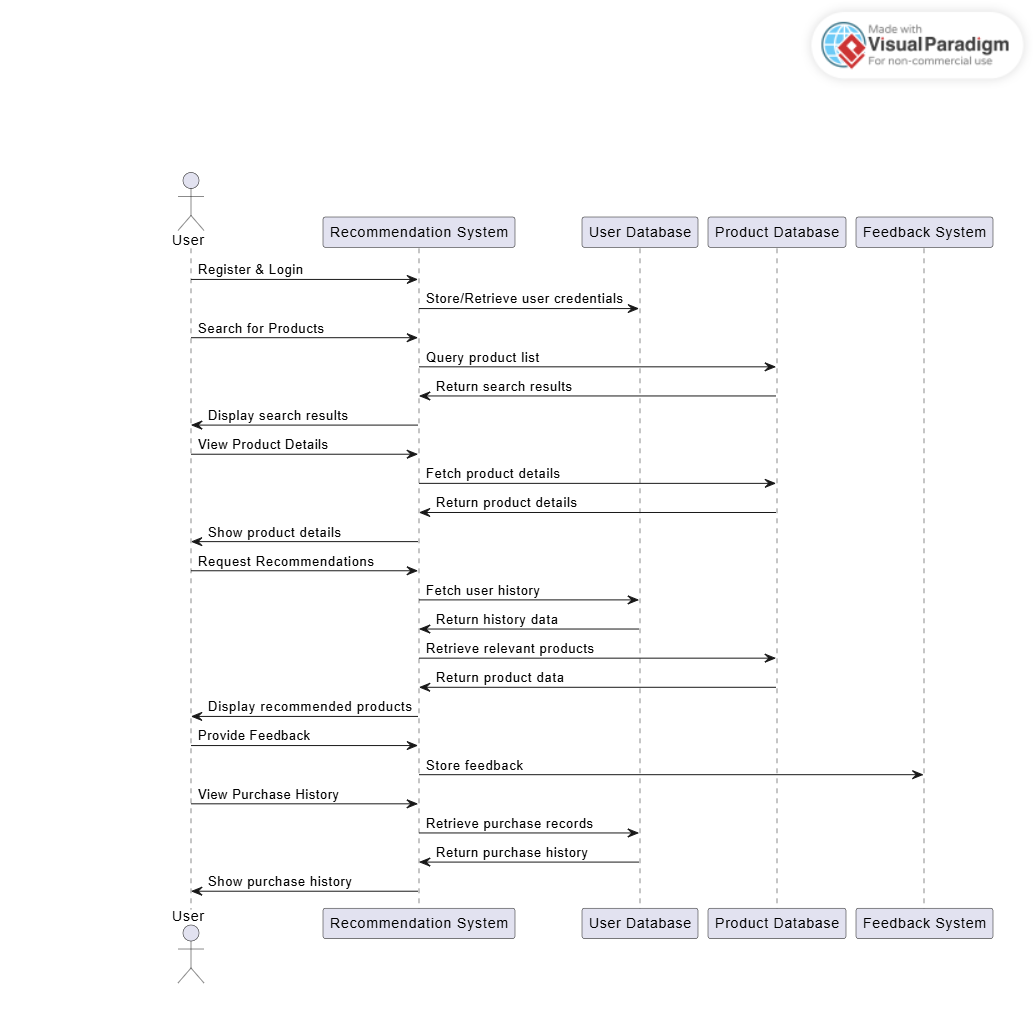 Made with
Visual Paradigm
For non-commercial use
User
Recommendation System
User Database
Product Database
Feedback System
Register & Login
Store/Retrieve user credentials
Search for Products
Query product list
Return search results
Display search results
View Product Details
Fetch product details
Return product details
Show product details
Request Recommendations
Fetch user history
Return history data
Retrieve relevant products
Return product data
Display recommended products
Provide Feedback
Store feedback
View Purchase History
Retrieve purchase records
Return purchase history
Show purchase history
User
Recommendation System
User Database
Product Database
Feedback System